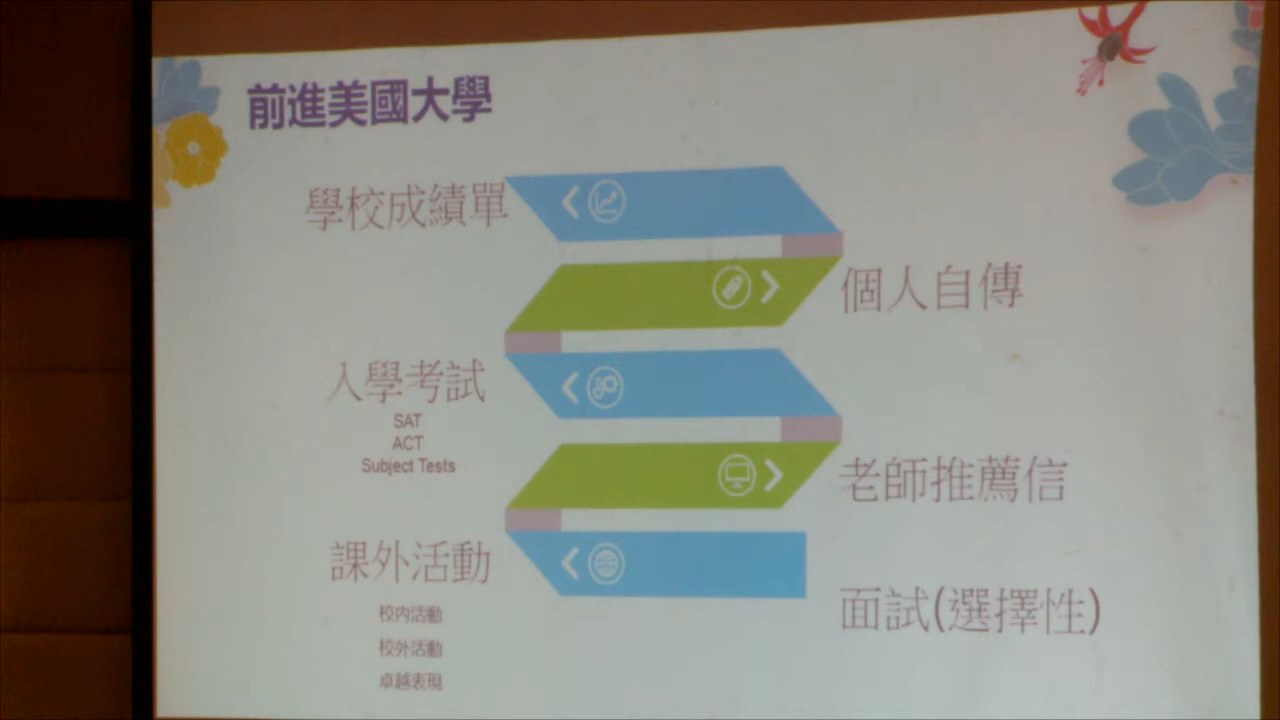 前進美國大學
學校成績單
個人自傳
入學考試
SAT
ACT
Subject Tests
老師推薦信
課外活動
校內活動
校外活動
卓越表現
面試(選擇性)